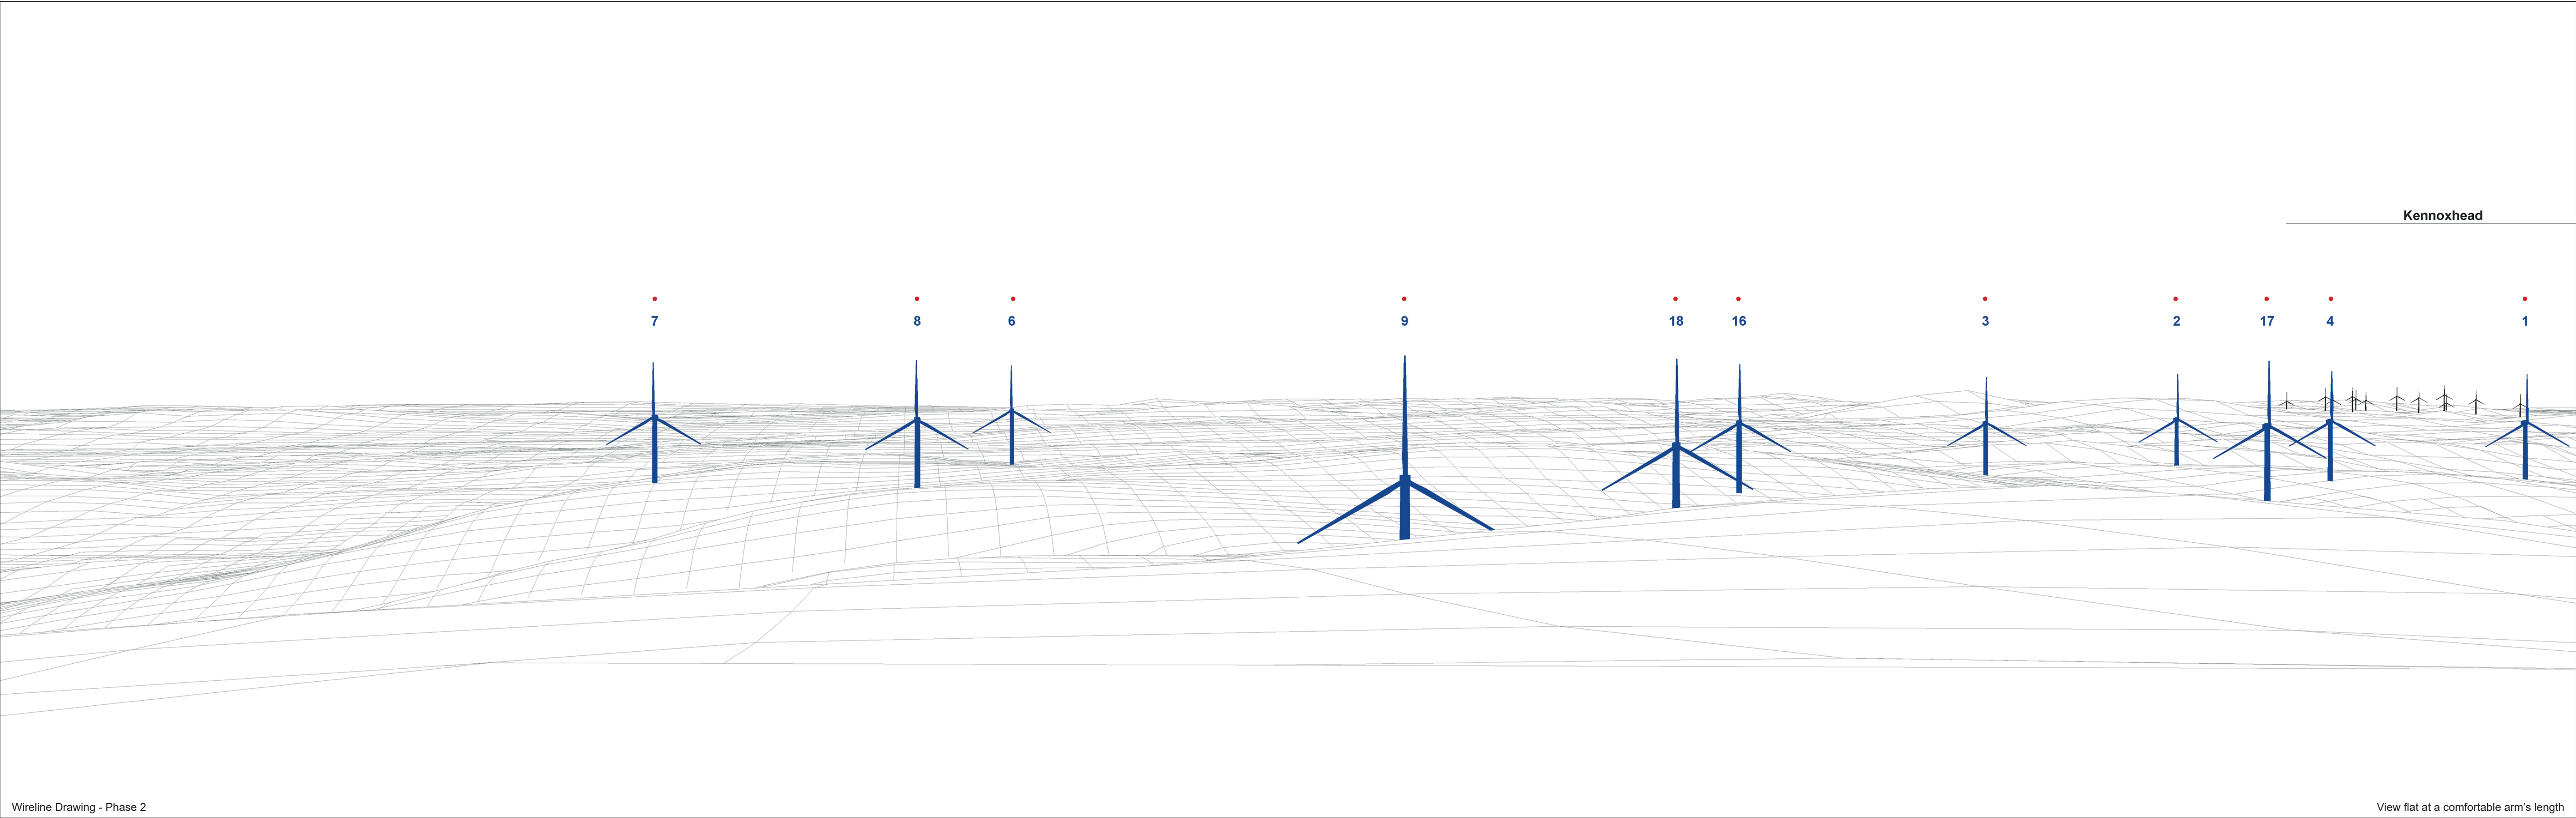 Kennoxhead
7 8 6 9 18 16 3 2 17 4 1
Wireline Drawing - Phase 2
View flat at a comfortable arm's length